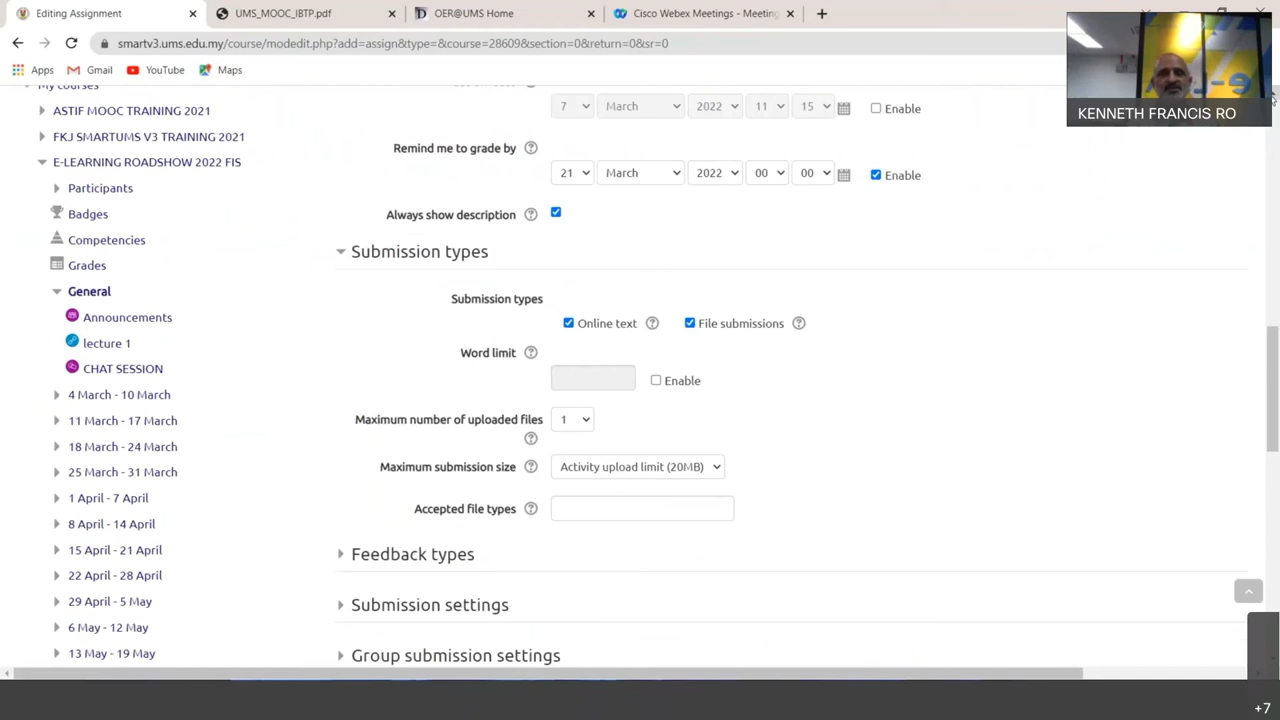 Editing Assignment
UMS_MOOC_IBTP.pdf
OER@UMS Home
Cisco Webex Meetings - Meetin
smartv3.ums.edu.my/course/modedit.php?add=assign&type=&course=28609&section=0&return=0&sr=0
Apps Gmail YouTube Maps
KENNETH FRANCIS RO
My courses
ASTIF MOOC TRAINING 2021
FKJ SMARTUMS V3 TRAINING 2021
E-LEARNING ROADSHOW 2022 FIS
Participants
Badges
Competencies
Grades
General
Announcements
lecture 1
CHAT SESSION
4 March - 10 March
11 March - 17 March
18 March - 24 March
25 March - 31 March
1 April - 7 April
8 April - 14 April
15 April - 21 April
22 April - 28 April
29 April - 5 May
6 May - 12 May
13 May - 19 May
7 March 2022 11 15 Enable
Remind me to grade by
21 March 2022 00 00 Enable
Always show description
Submission types
Submission types
Online text File submissions
Word limit
Enable
Maximum number of uploaded files 1
Maximum submission size Activity upload limit (20MB)
Accepted file types
Feedback types
Submission settings
Group submission settings
+7